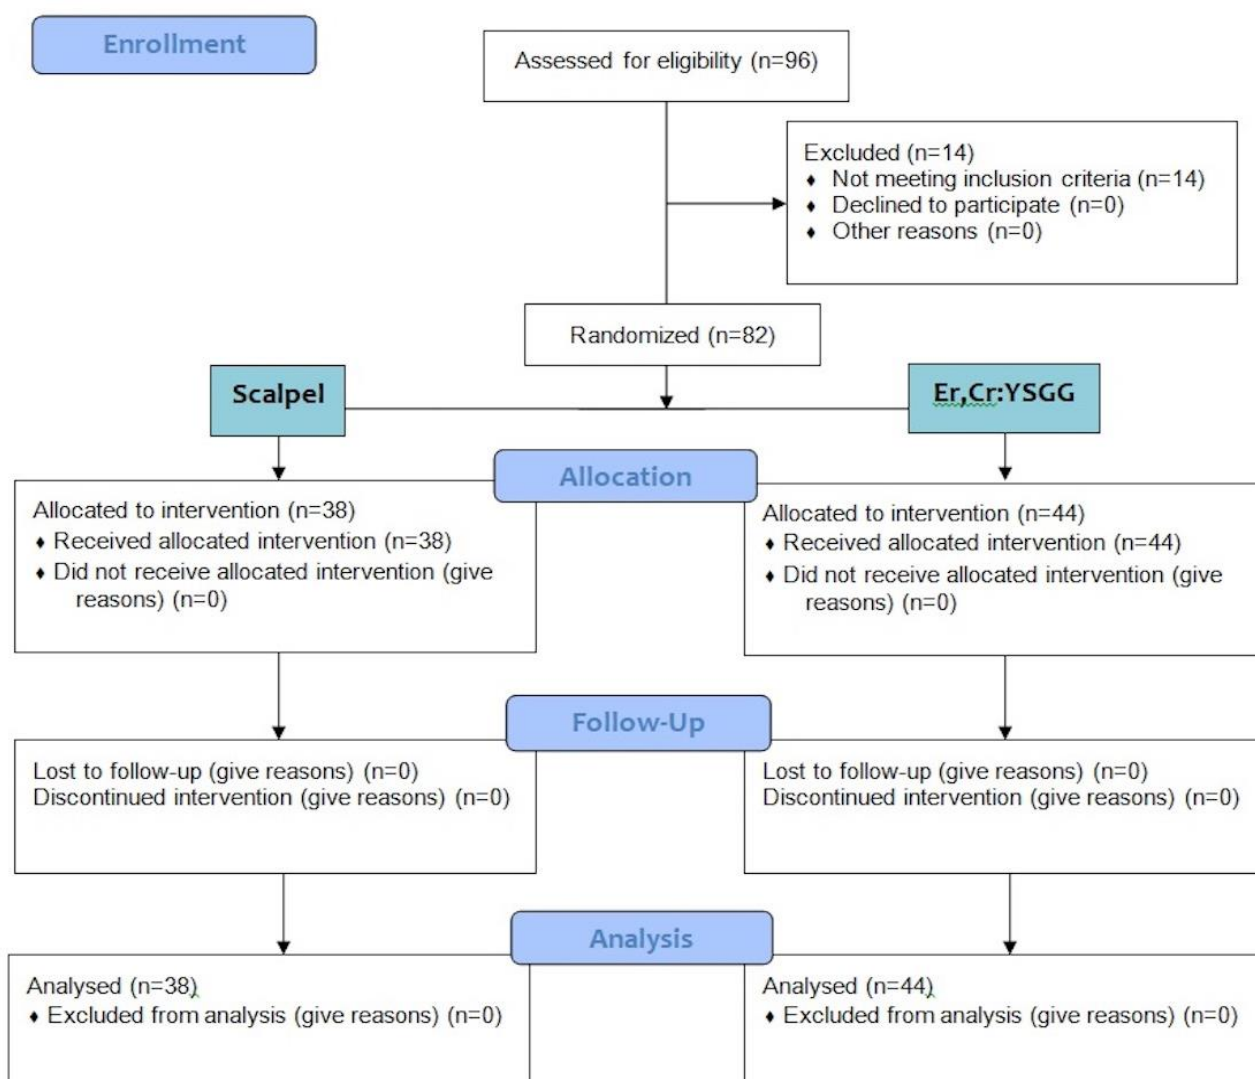 Enrollment
Assessed for eligibility (n=96)
Excluded (n=14)
♦ Not meeting inclusion criteria (n=14)
♦ Declined to participate (n=0)
♦ Other reasons (n=0)
Randomized (n=82)
Scalpel
Er,Cr:YSGG
Allocation
Allocated to intervention (n=38)
♦ Received allocated intervention (n=38)
♦ Did not receive allocated intervention (give
reasons) (n=0)
Allocated to intervention (n=44)
♦ Received allocated intervention (n=44)
♦ Did not receive allocated intervention (give
reasons) (n=0)
Follow-Up
Lost to follow-up (give reasons) (n=0)
Discontinued intervention (give reasons) (n=0)
Lost to follow-up (give reasons) (n=0)
Discontinued intervention (give reasons) (n=0)
Analysis
Analysed (n=38)
♦ Excluded from analysis (give reasons) (n=0)
Analysed (n=44)
♦ Excluded from analysis (give reasons) (n=0)